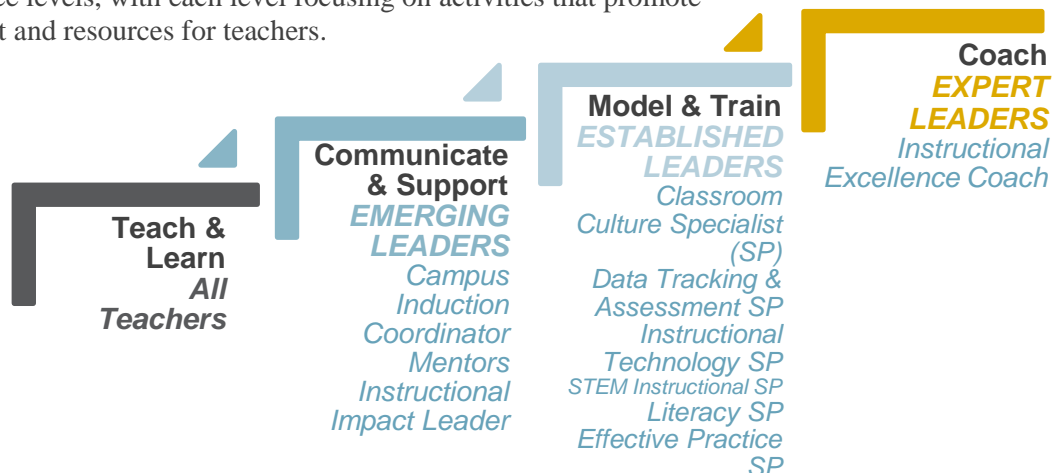 ce levels, with each level focusing on activities that promote
t and resources for teachers.
Teach &
Learn
All
Teachers
Communicate
& Support
EMERGING
LEADERS
Campus
Induction
Coordinator
Mentors
Instructional
Impact Leader
Model & Train
ESTABLISHED
LEADERS
Classroom
Culture Specialist
(SP)
Data Tracking &
Assessment SP
Instructional
Technology SP
STEM Instructional SP
Literacy SP
Effective Practice
SP
Coach
EXPERT
LEADERS
Instructional
Excellence Coach